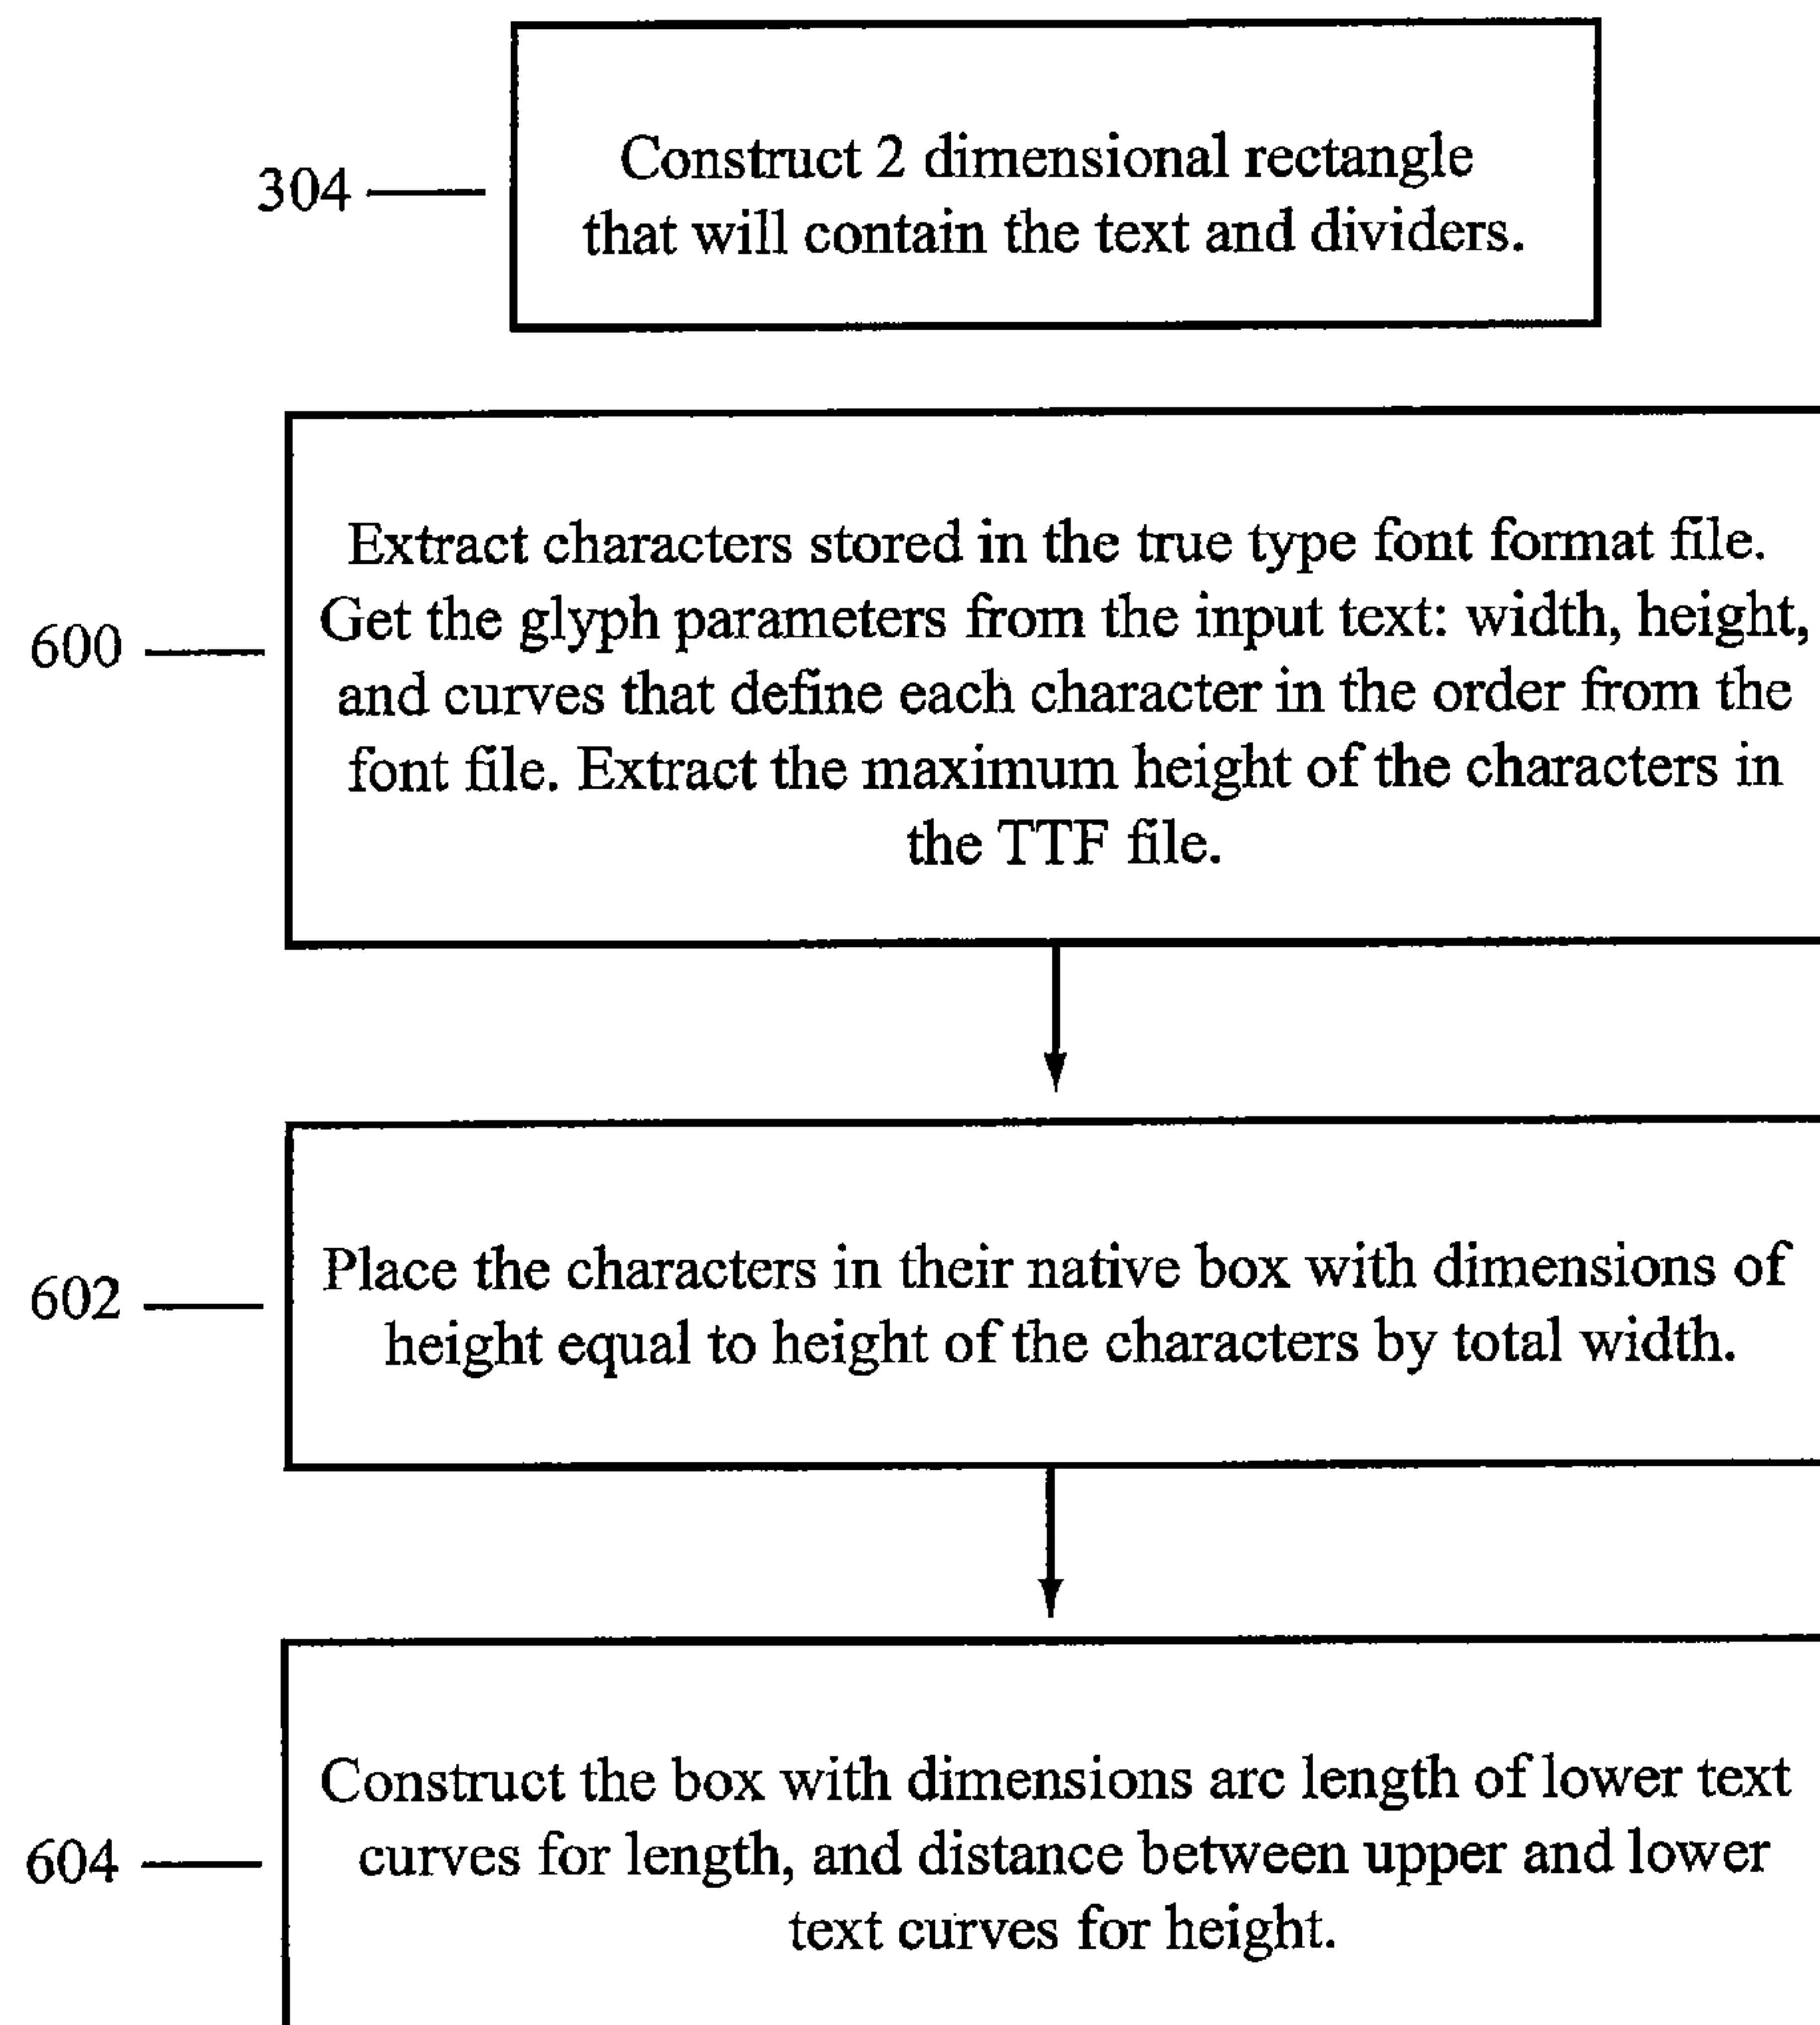 304
Construct 2 dimensional rectangle
that will contain the text and dividers.
600
Extract characters stored in the true type font format file.
Get the glyph parameters from the input text: width, height,
and curves that define each character in the order from the
font file. Extract the maximum height of the characters in
the TTF file.
602
Place the characters in their native box with dimensions of
height equal to height of the characters by total width.
604
Construct the box with dimensions arc length of lower text
curves for length, and distance between upper and lower
text curves for height.